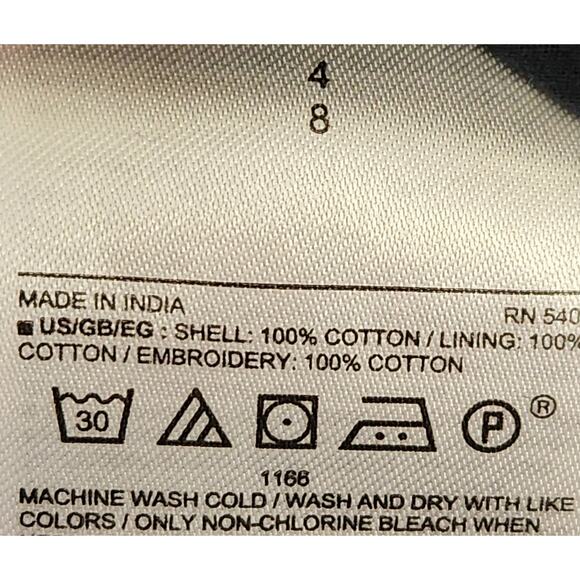 4
8
MADE IN INDIA RN 540
US/GB/EG : SHELL: 100% COTTON / LINING: 100%
COTTON / EMBROIDERY: 100% COTTON
30 P ®
1166
MACHINE WASH COLD / WASH AND DRY WITH LIKE
COLORS / ONLY NON-CHLORINE BLEACH WHEN